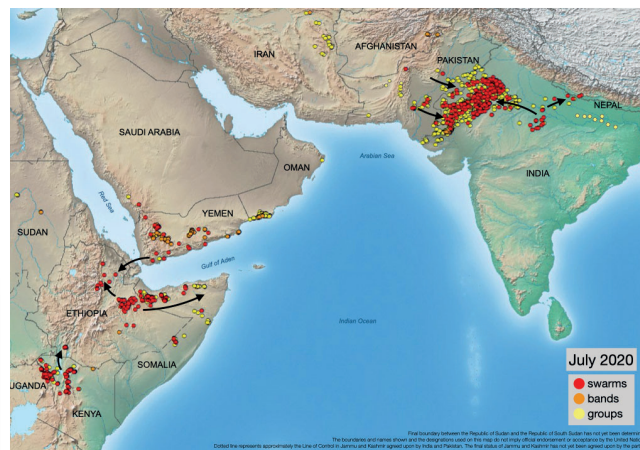 IRAN
AFGHANISTAN
PAKISTAN
NEPAL
SAUDI ARABIA
OMAN
Arabian Sea
INDIA
Red Sea
YEMEN
SUDAN
Gulf of Aden
ETHIOPIA
Indian Ocean
SOMALIA
UGANDA
KENYA
July 2020
swarms
bands
groups
Final boundary between the Republic of Sudan and the Republic of South Sudan has not yet been determin
The boundaries and names shown and the designations used on this map do not imply official endorsement or acceptance by the United Nati
Dotted line represents approximately the Line of Control in Jammu and Kashmir agreed upon by India and Pakistan. The final status of Jammu and Kashmir has not yet been agreed upon by the parti